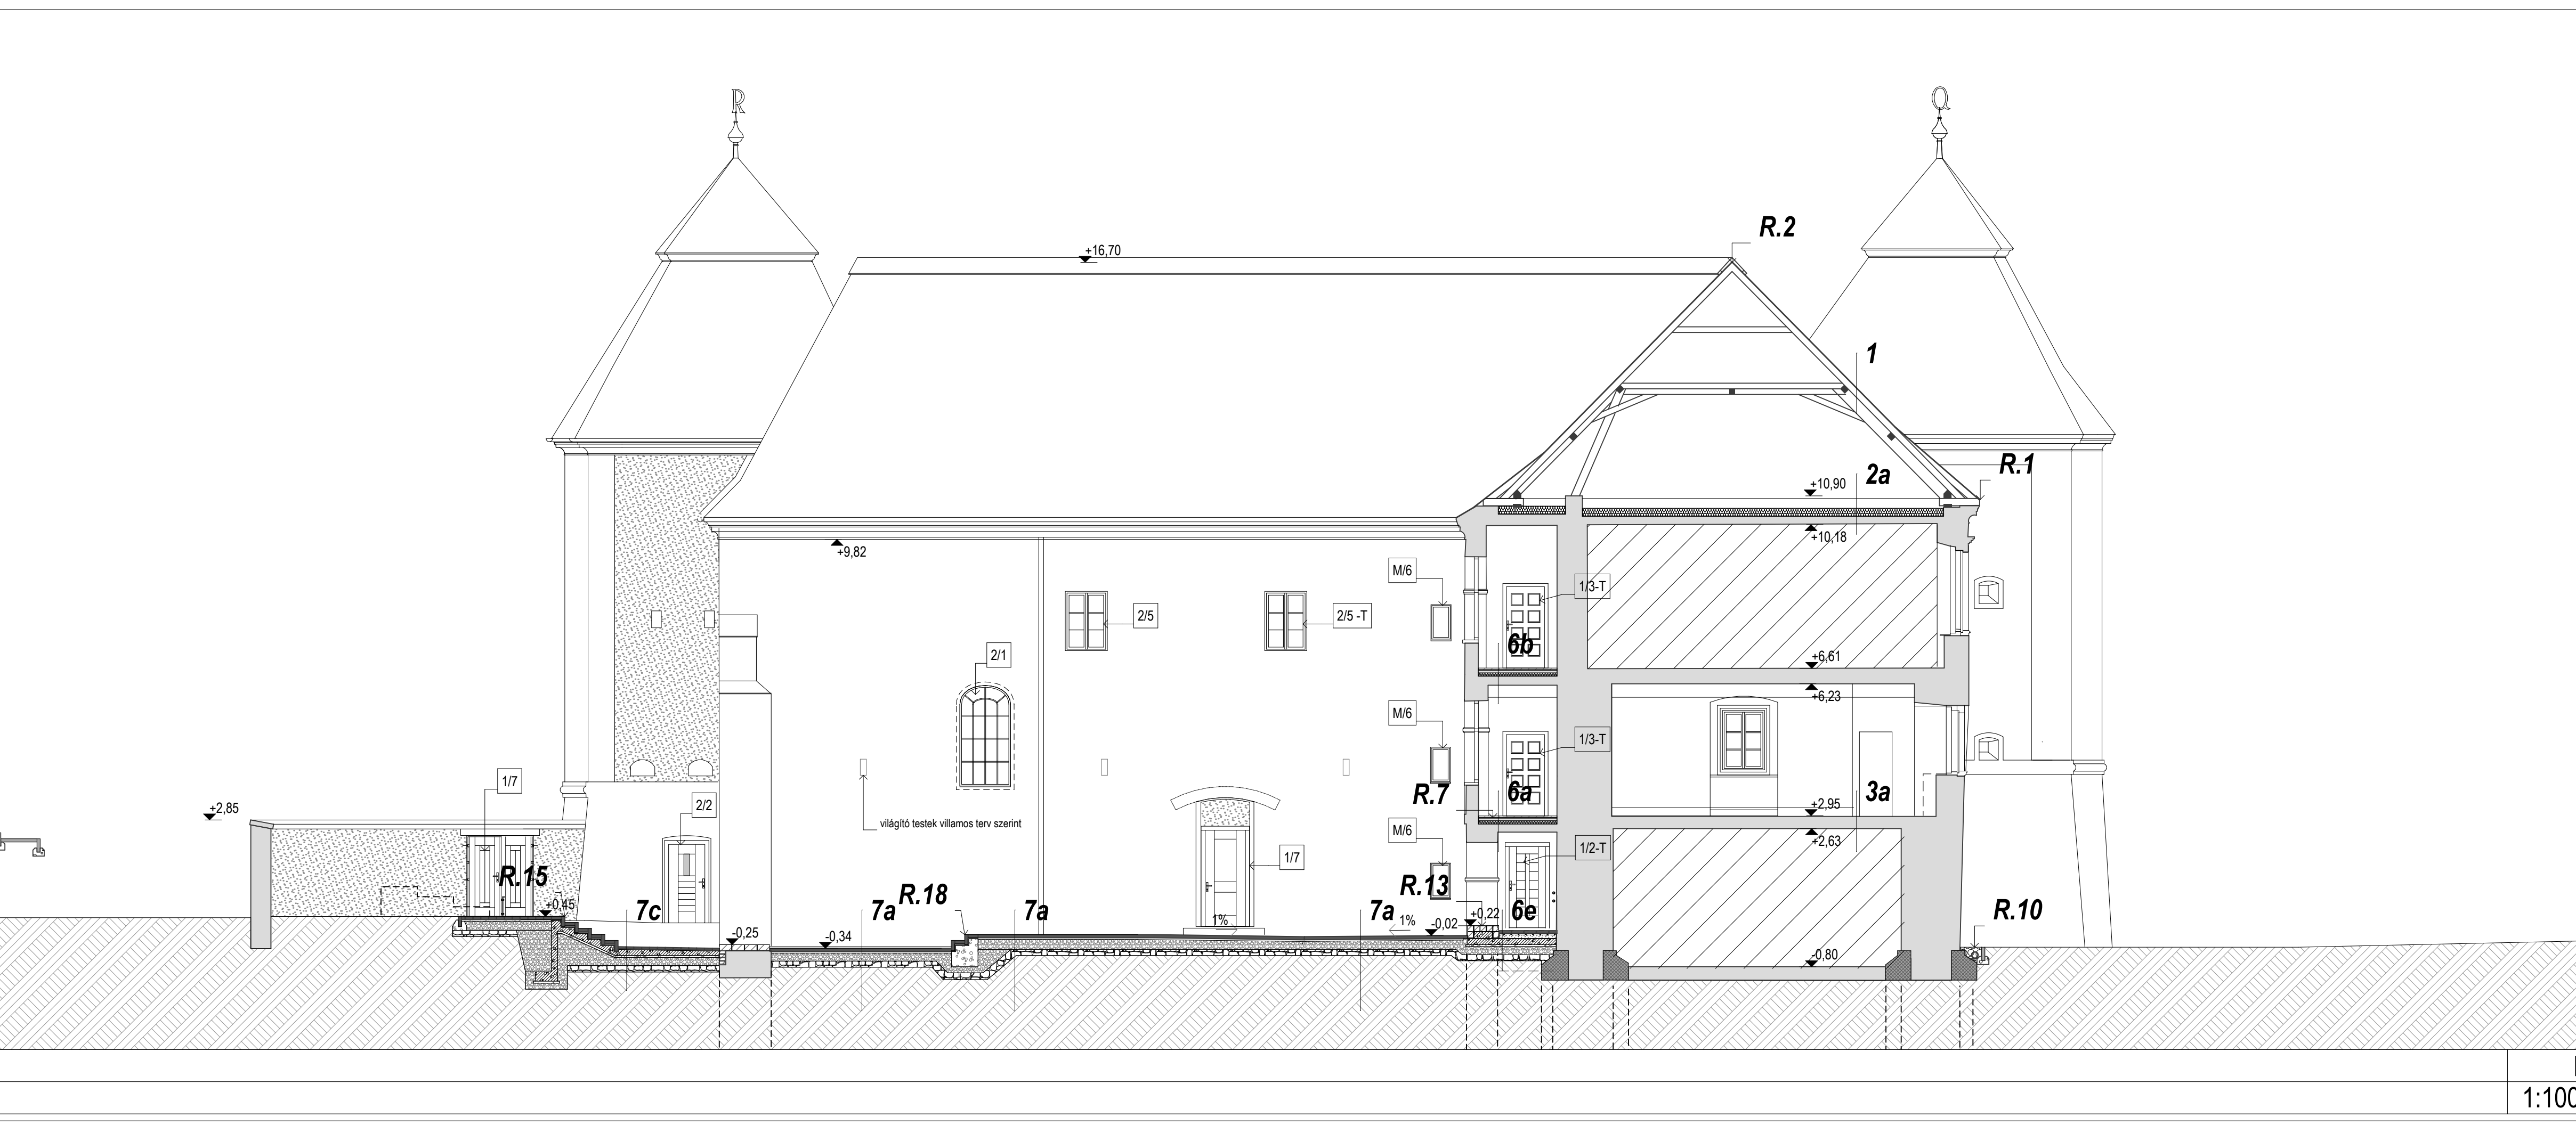 R
Q
R.2
+16,70
1
R.1
2a
+10,90
+10,18
+9,82
M/6
1/3-T
2/5
2/5 -T
6b
2/1
+6,61
+6,23
M/6
1/3-T
1/7
R.7
6a
+2,95
3a
+2,85
2/2
világító testek villamos terv szerint
M/6
1/2-T
+2,63
1/7
R.15
R.13
R.18
+0,45
7c
7a
7a
7a
1%
1%
-0,02
+0,22
6e
R.10
-0,25
-0,34
-0,80
1:100